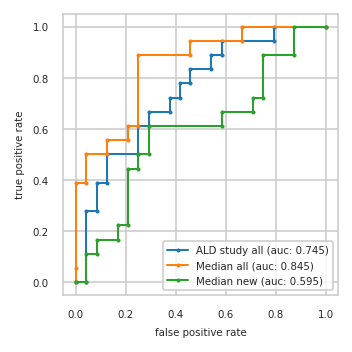 1.0
0.8
0.6
0.4
0.2
0.0
true positive rate
ALD study all (auc: 0.745)
Median all (auc: 0.845)
Median new (auc: 0.595)
0.0 0.2 0.4 0.6 0.8 1.0
false positive rate